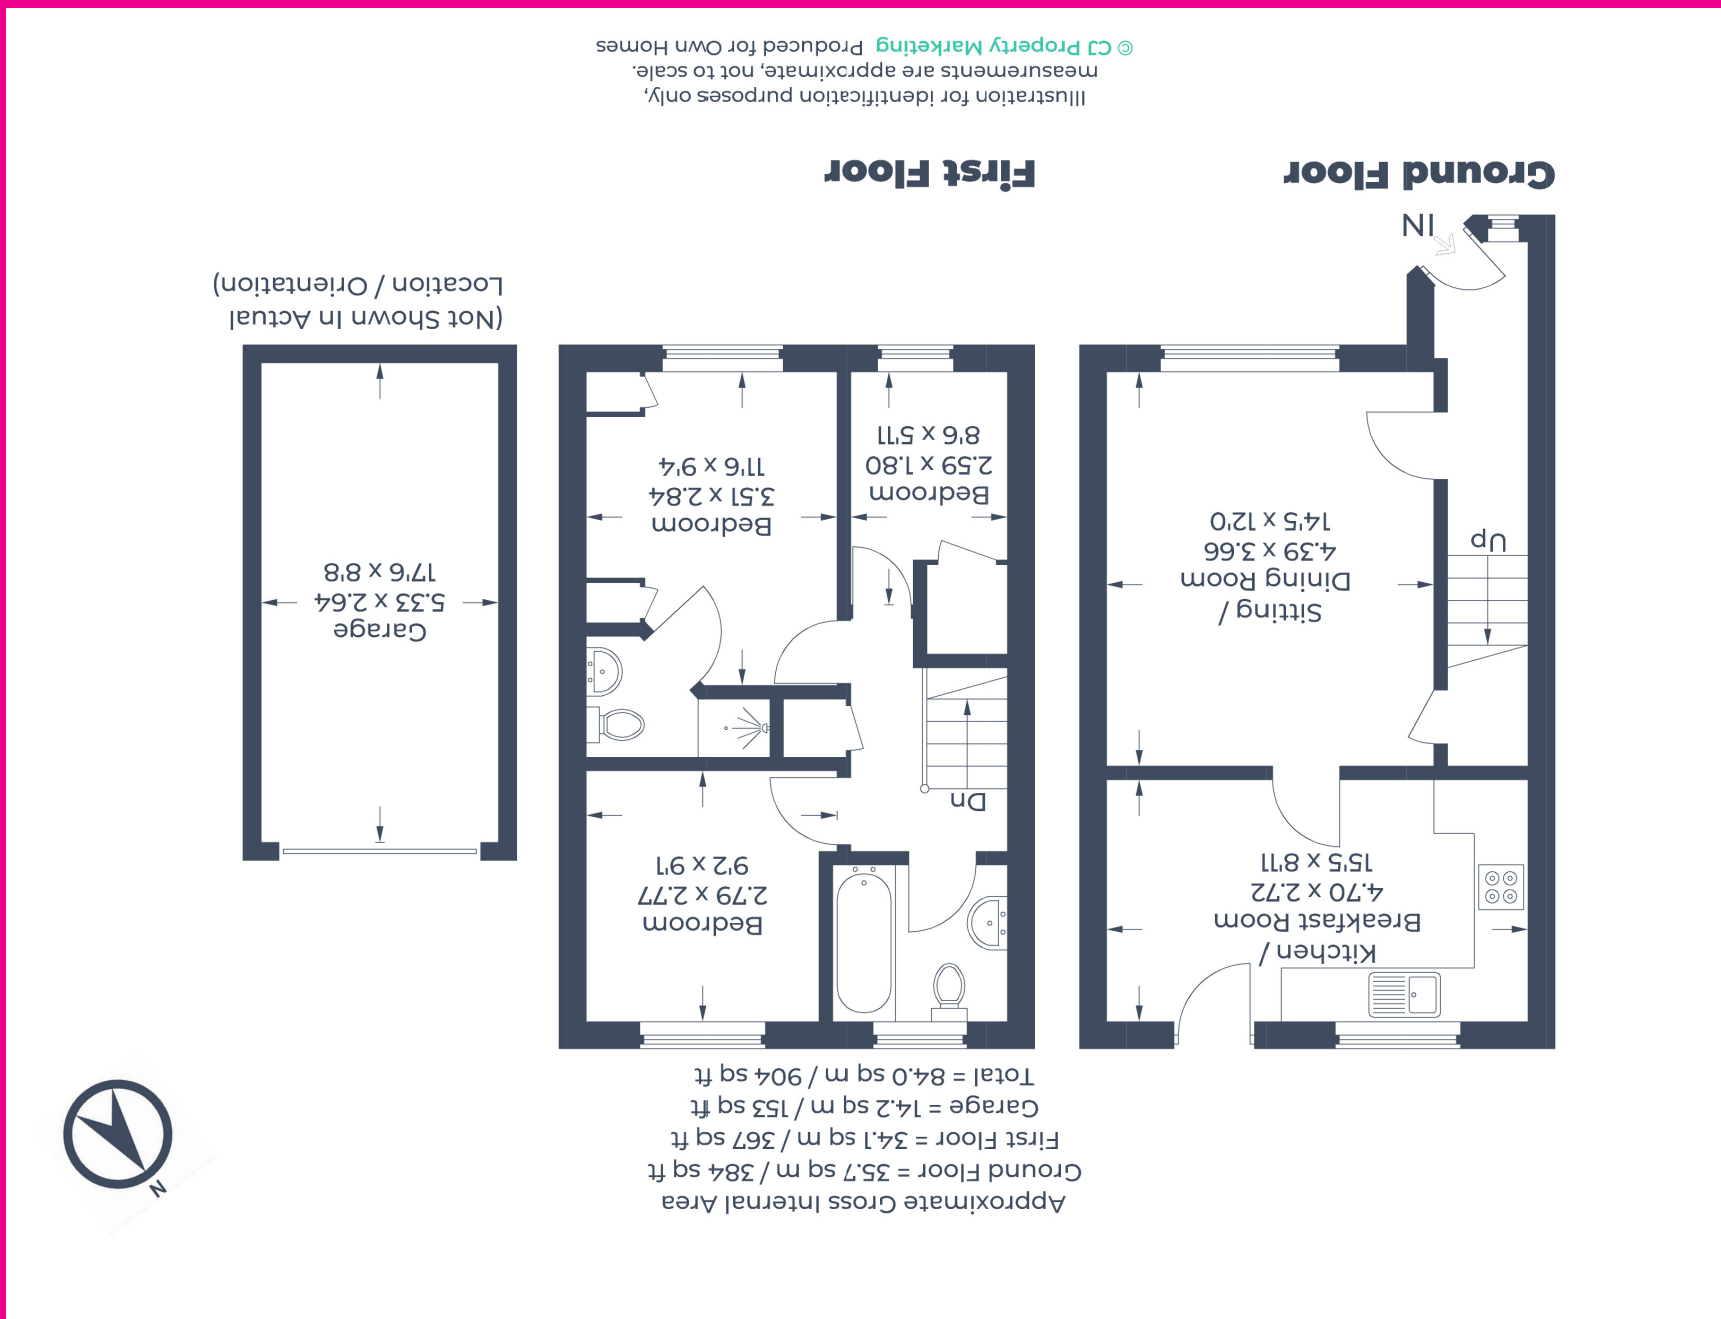 Approximate Gross Internal Area
Ground Floor = 35.7 sq m / 384 sq ft
First Floor = 34.1 sq m / 367 sq ft
Garage = 14.2 sq m / 153 sq ft
Total = 84.0 sq m / 904 sq ft
N
Kitchen /
Breakfast Room
4.70 x 2.72
15'5 x 8'11
Sitting /
Dining Room
4.39 x 3.66
14'5 x 12'0
Up
IN
Ground Floor
Bedroom
2.79 x 2.77
9'2 x 9'1
Dn
Bedroom
2.59 x 1.80
8'6 x 5'11
Bedroom
3.51 x 2.84
11'6 x 9'4
First Floor
Garage
5.33 x 2.64
17'6 x 8'8
(Not Shown In Actual
Location / Orientation)
Illustration for identification purposes only,
measurements are approximate, not to scale.
© CJ Property Marketing Produced for Own Homes